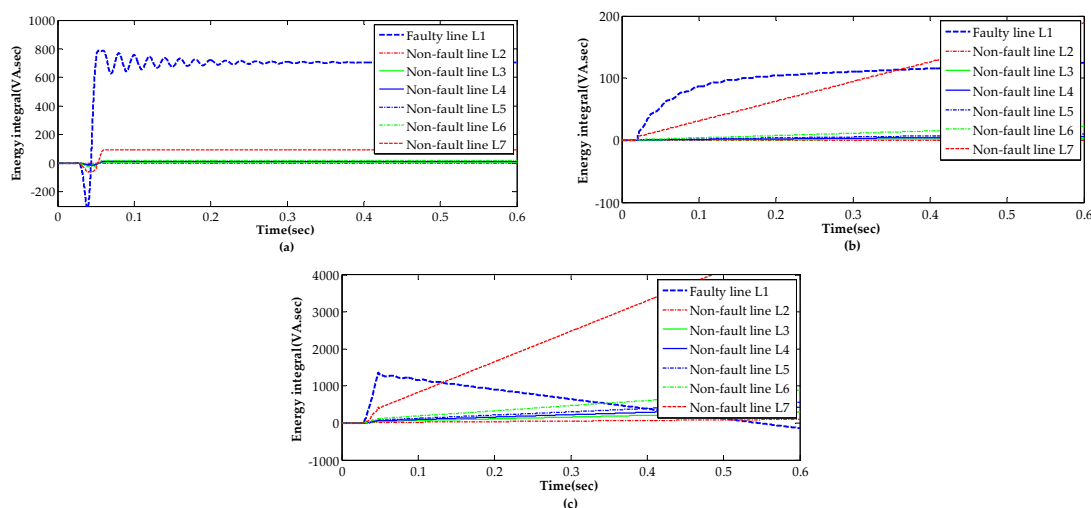 1000
800
600
400
200
0
-200
Energy integral(VA.sec)
0 0.1 0.2 0.3 0.4 0.5 0.6
Time(sec)
(a)
Faulty line L1
Non-fault line L2
Non-fault line L3
Non-fault line L4
Non-fault line L5
Non-fault line L6
Non-fault line L7
200
100
0
-100
Energy integral(VA.sec)
0 0.1 0.2 0.3 0.4 0.5 0.6
Time(sec)
(b)
Faulty line L1
Non-fault line L2
Non-fault line L3
Non-fault line L4
Non-fault line L5
Non-fault line L6
Non-fault line L7
4000
3000
2000
1000
0
-1000
Energy integral(VA.sec)
0 0.1 0.2 0.3 0.4 0.5 0.6
Time(sec)
(c)
Faulty line L1
Non-fault line L2
Non-fault line L3
Non-fault line L4
Non-fault line L5
Non-fault line L6
Non-fault line L7